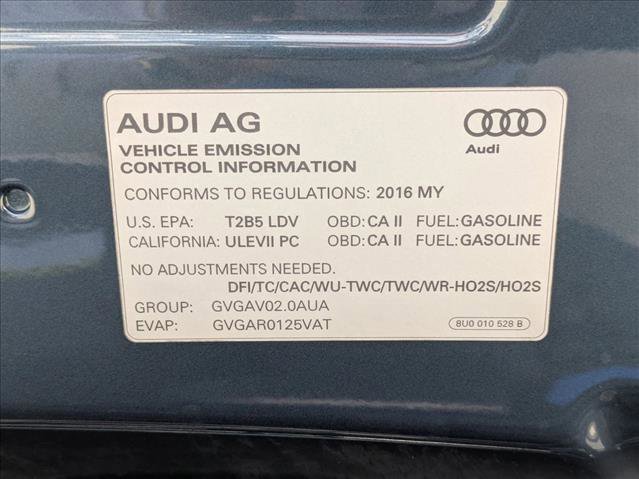 AUDI AG
Audi
VEHICLE EMISSION
CONTROL INFORMATION
CONFORMS TO REGULATIONS: 2016 MY
U.S. EPA: T2B5 LDV OBD: CA II FUEL: GASOLINE
CALIFORNIA: ULEVII PC OBD: CA II FUEL: GASOLINE
NO ADJUSTMENTS NEEDED.
DFI/TC/CAC/WU-TWC/TWC/WR-HO2S/HO2S
GROUP: GVGAV02.0AUA
EVAP: GVGAR0125VAT
8U0 010 528 B